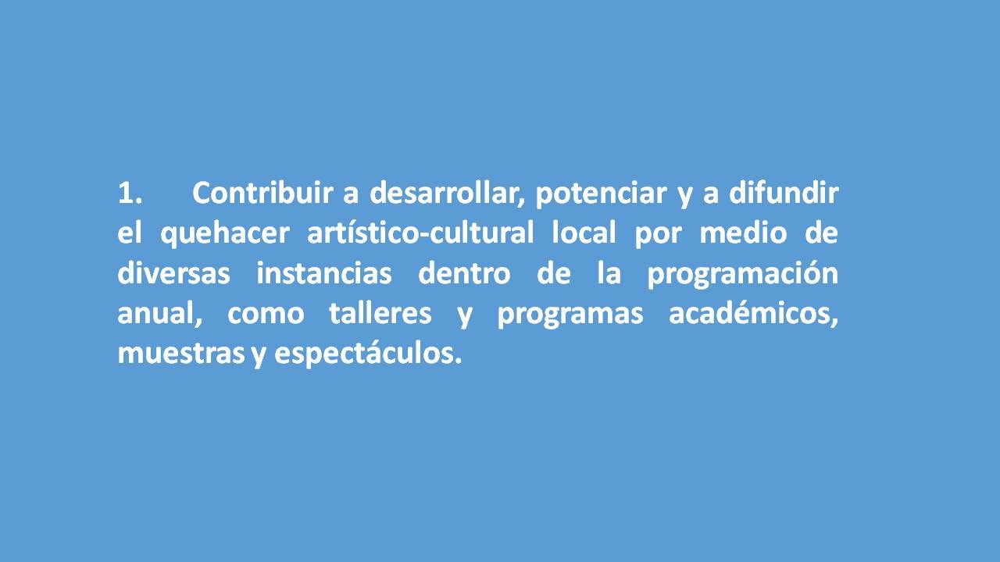 1. Contribuir a desarrollar, potenciar y a difundir
el quehacer artístico-cultural local por medio de
diversas instancias dentro de la programación
anual, como talleres y programas académicos,
muestras y espectáculos.